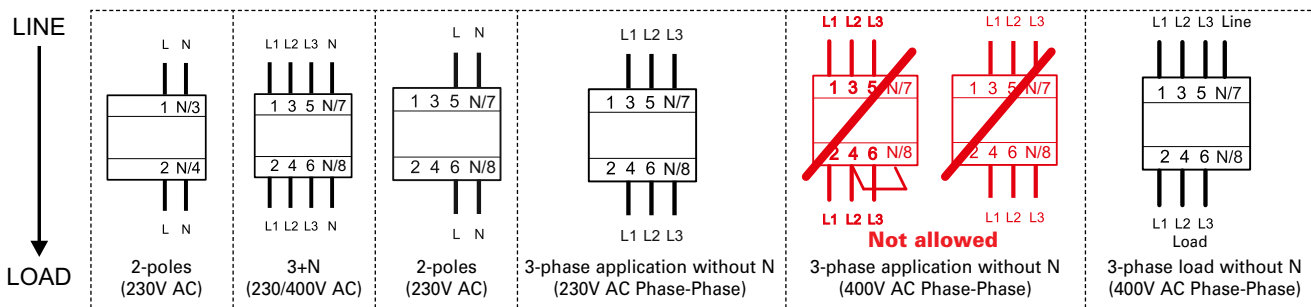 LINE
LOAD
L N
1 N/3
2 N/4
L N
2-poles
(230V AC)
L1 L2 L3 N
1 3 5 N/7
2 4 6 N/8
L1 L2 L3 N
3+N
(230/400V AC)
L N
1 3 5 N/7
2 4 6 N/8
L N
2-poles
(230V AC)
L1 L2 L3
1 3 5 N/7
2 4 6 N/8
L1 L2 L3
3-phase application without N
(230V AC Phase-Phase)
L1 L2 L3
1 3 5 N/7
2 4 6 N/8
L1 L2 L3
L1 L2 L3
1 3 5 N/7
2 4 6 N/8
L1 L2 L3
Not allowed
3-phase application without N
(400V AC Phase-Phase)
L1 L2 L3 Line
1 3 5 N/7
2 4 6 N/8
L1 L2 L3
Load
3-phase load without N
(400V AC Phase-Phase)